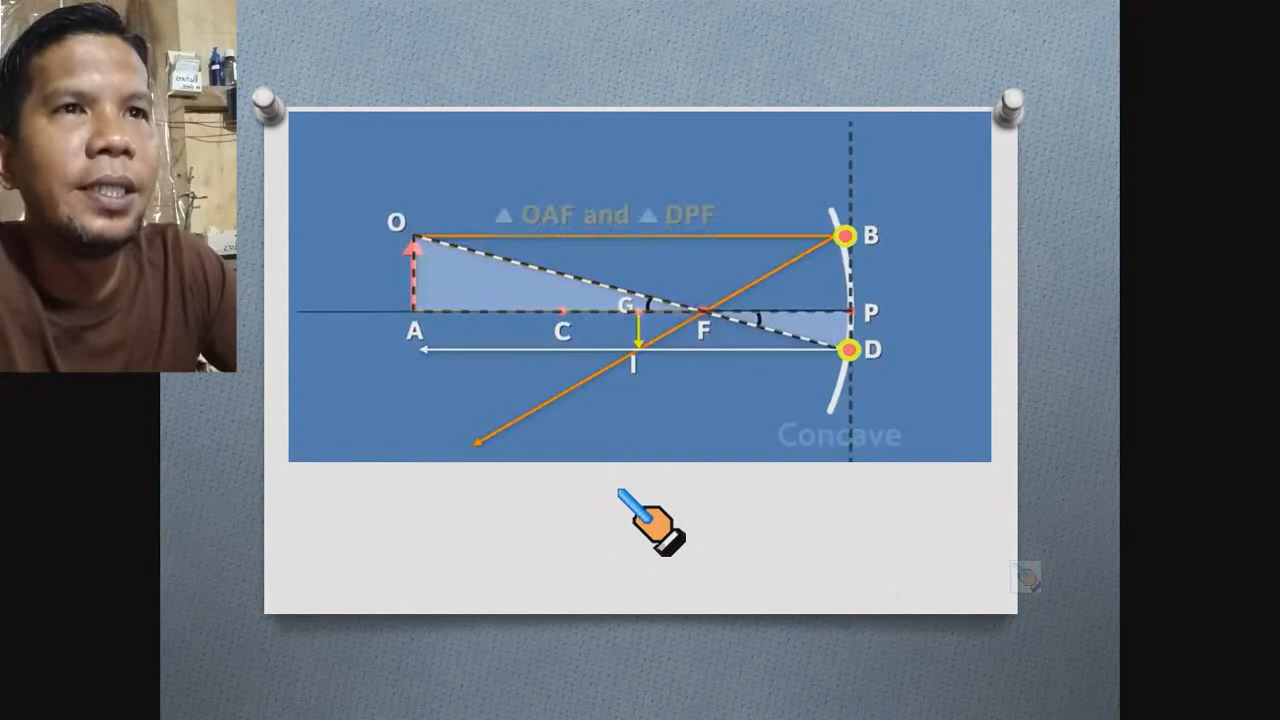 ▲ OAF and ▲ DPF
O
B
G
P
A
C
F
D
I
Concave